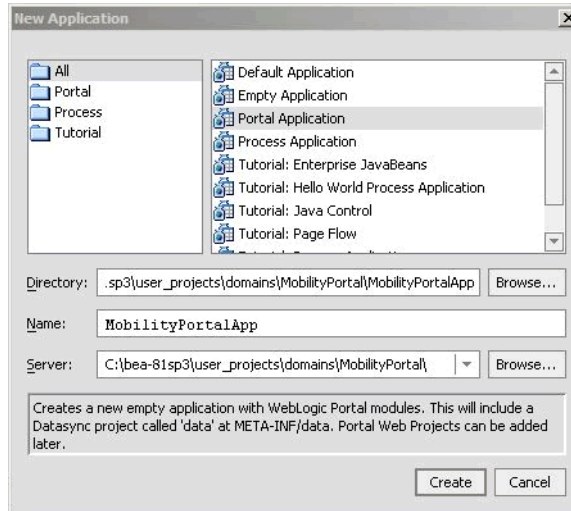 New Application
All
Portal
Process
Tutorial
Default Application
Empty Application
Portal Application
Process Application
Tutorial: Enterprise JavaBeans
Tutorial: Hello World Process Application
Tutorial: Java Control
Tutorial: Page Flow
Directory: .sp3\user_projects\domains\MobilityPortal\MobilityPortalApp Browse...
Name: MobilityPortalApp
Server: C:\bea-81sp3\user_projects\domains\MobilityPortal\ Browse...
Creates a new empty application with WebLogic Portal modules. This will include a
Datasync project called 'data' at META-INF/data. Portal Web Projects can be added
later.
Create Cancel